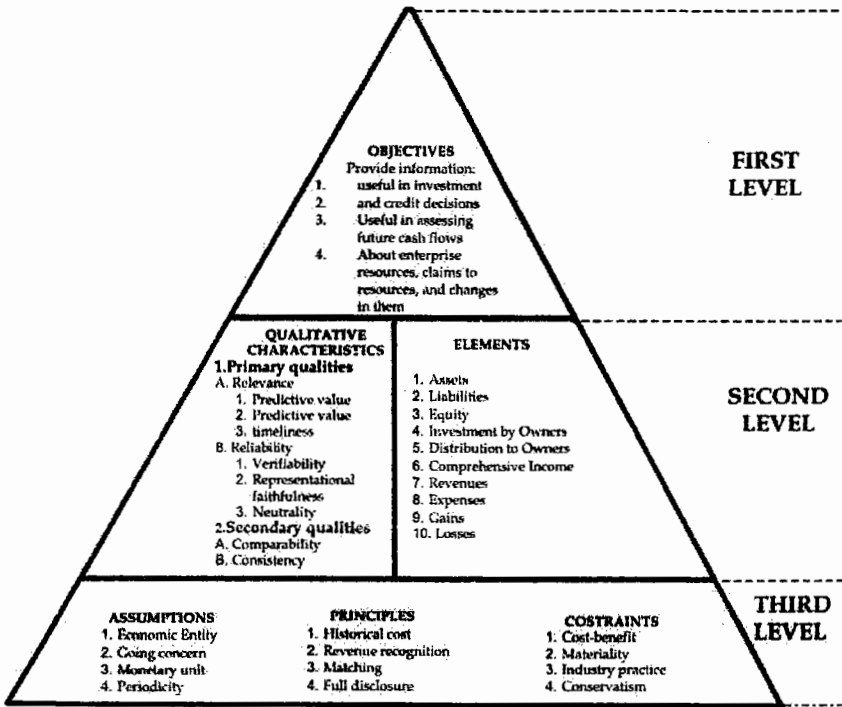 OBJECTIVES
Provide information:
1. useful in investment
2. and credit decisions
3. Useful in assessing
future cash flows
4. About enterprise
resources, claims to
resources, and changes
in them
FIRST
LEVEL
QUALITATIVE
CHARACTERISTICS
1.Primary qualities
A. Relevance
1. Predictive value
2. Predictive value
3. timeliness
B. Reliability
1. Verifiability
2. Representational
faithfulness
3. Neutrality
2.Secondary qualities
A. Comparability
B. Consistency
ELEMENTS
1. Assets
2. Liabilities
3. Equity
4. Investment by Owners
5. Distribution to Owners
6. Comprehensive Income
7. Revenues
8. Expenses
9. Gains
10. Losses
SECOND
LEVEL
ASSUMPTIONS
1. Economic Entity
2. Going concern
3. Monetary unit
4. Periodicity
PRINCIPLES
1. Historical cost
2. Revenue recognition
3. Matching
4. Full disclosure
COSTRAINTS
1. Cost-benefit
2. Materiality
3. Industry practice
4. Conservatism
THIRD
LEVEL